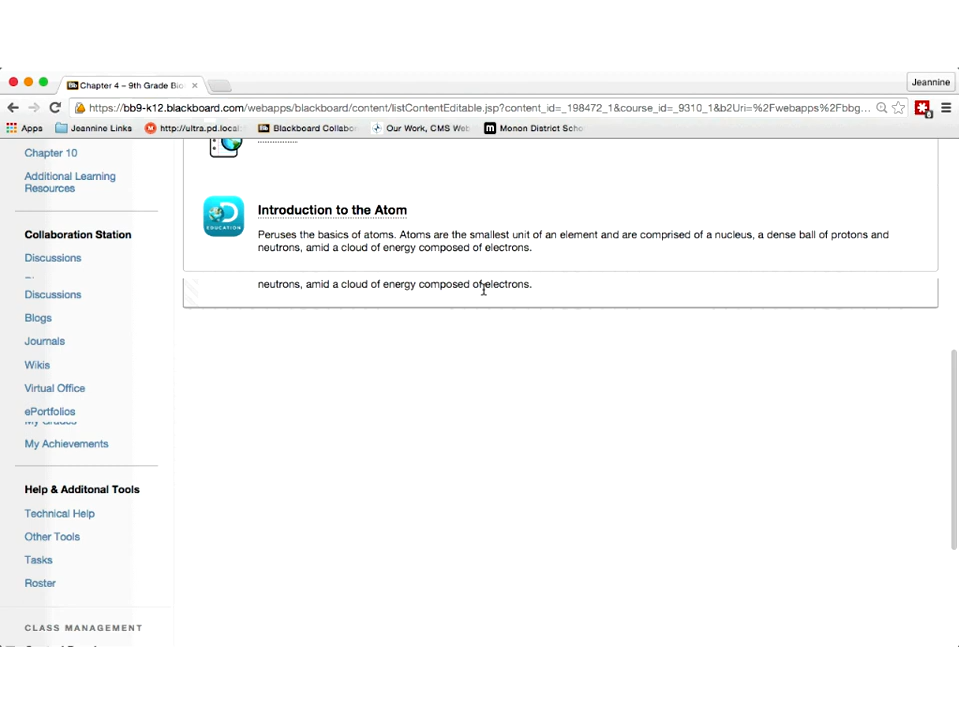 Chapter 4 – 9th Grade Bio
Jeannine
https://bb9-k12.blackboard.com/webapps/blackboard/content/listContentEditable.jsp?content_id=_198472_1&course_id=_9310_1&b2Uri=%2Fwebapps%2Fbbg...
Apps Jeannine Links http://ultra.pd.local: Blackboard Collabo Our Work, CMS Web Monon District Scho
Chapter 10
Additional Learning
Resources
Collaboration Station
Discussions
Discussions
Blogs
Journals
Wikis
Virtual Office
ePortfolios
My Grades
My Achievements
Help & Additonal Tools
Technical Help
Other Tools
Tasks
Roster
CLASS MANAGEMENT
EDUCATION
Introduction to the Atom
Peruses the basics of atoms. Atoms are the smallest unit of an element and are comprised of a nucleus, a dense ball of protons and
neutrons, amid a cloud of energy composed of electrons.
neutrons, amid a cloud of energy composed of electrons.